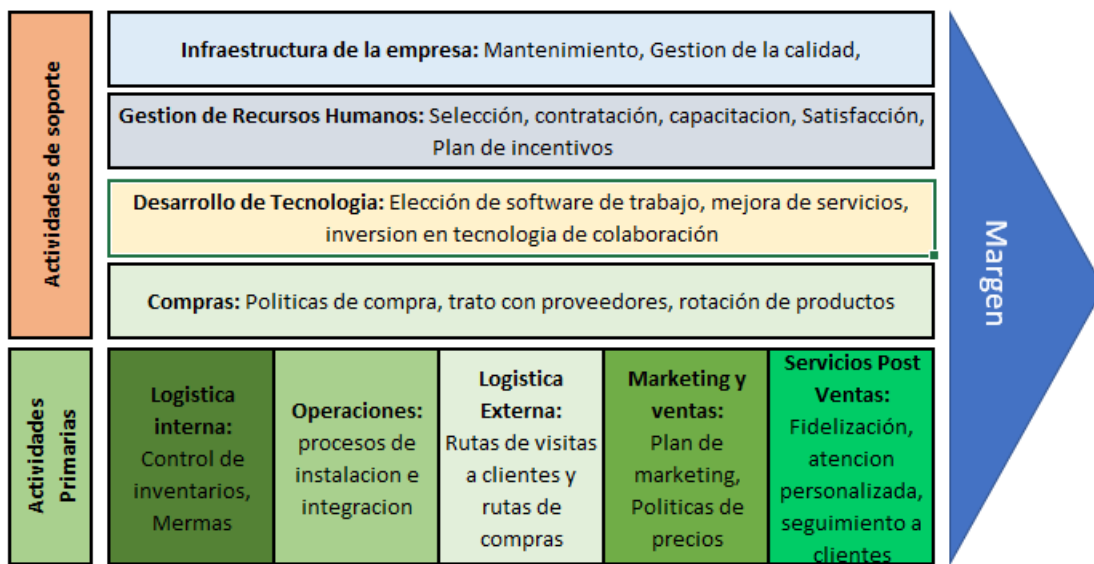 Actividades de soporte
Infraestructura de la empresa: Mantenimiento, Gestion de la calidad,
Gestion de Recursos Humanos: Selección, contratación, capacitacion, Satisfacción,
Plan de incentivos
Desarrollo de Tecnologia: Elección de software de trabajo, mejora de servicios,
inversion en tecnologia de colaboración
Compras: Politicas de compra, trato con proveedores, rotación de productos
Margen
Actividades
Primarias
Logistica
interna:
Control de
inventarios,
Mermas
Operaciones:
procesos de
instalacion e
integracion
Logistica
Externa:
Rutas de visitas
a clientes y
rutas de
compras
Marketing y
ventas:
Plan de
marketing,
Politicas de
precios
Servicios Post
Ventas:
Fidelización,
atencion
personalizada,
seguimiento a
clientes